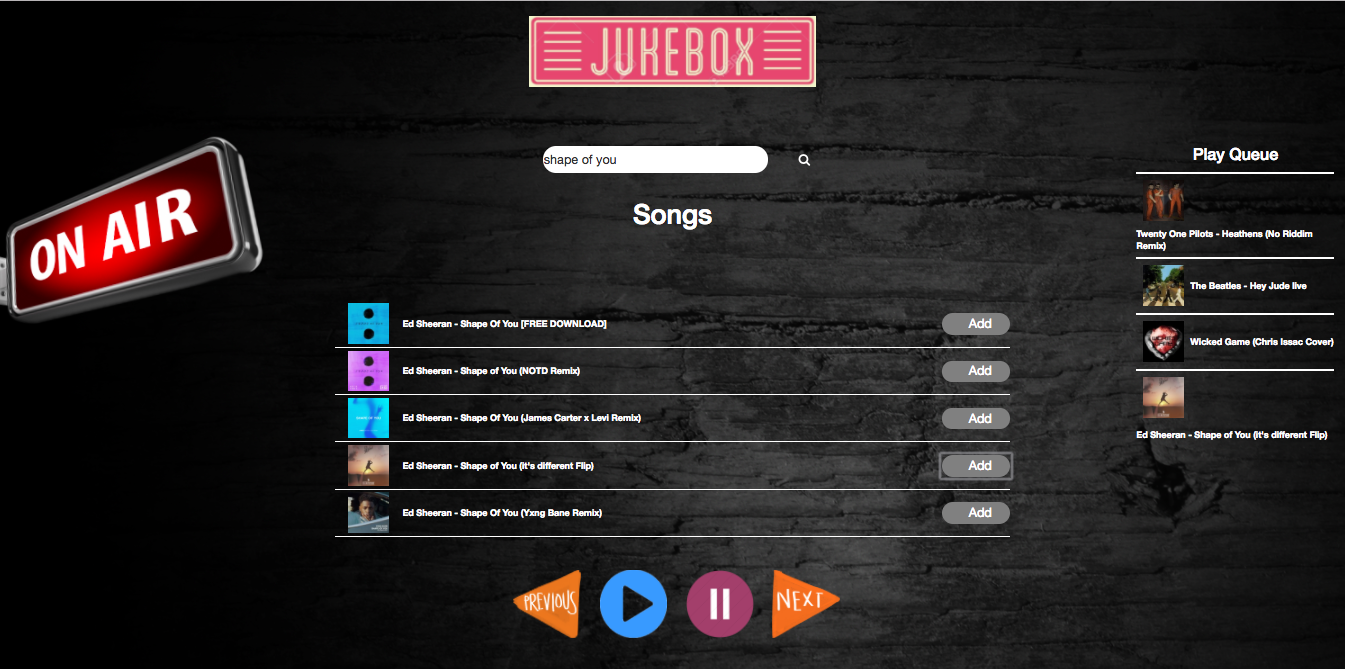 JUKEBOX
ON AIR
shape of you
Songs
Ed Sheeran - Shape Of You [FREE DOWNLOAD]
Add
Ed Sheeran - Shape of You (NOTD Remix)
Add
Ed Sheeran - Shape Of You (James Carter x Levi Remix)
Add
Ed Sheeran - Shape of You (it's different Flip)
Add
Ed Sheeran - Shape Of You (Yxng Bane Remix)
Add
PREVIOUS
NEXT
Play Queue
Twenty One Pilots - Heathens (No Riddim
Remix)
The Beatles - Hey Jude live
Wicked Game (Chris Issac Cover)
Ed Sheeran - Shape of You (it's different Flip)